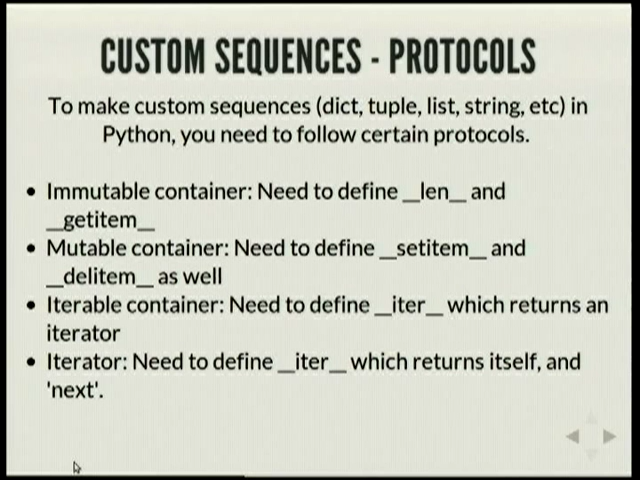 CUSTOM SEQUENCES - PROTOCOLS
To make custom sequences (dict, tuple, list, string, etc) in
Python, you need to follow certain protocols.
• Immutable container: Need to define __len__ and
__getitem__
• Mutable container: Need to define __setitem__ and
__delitem__ as well
• Iterable container: Need to define __iter__ which returns an
iterator
• Iterator: Need to define __iter__ which returns itself, and
'next'.